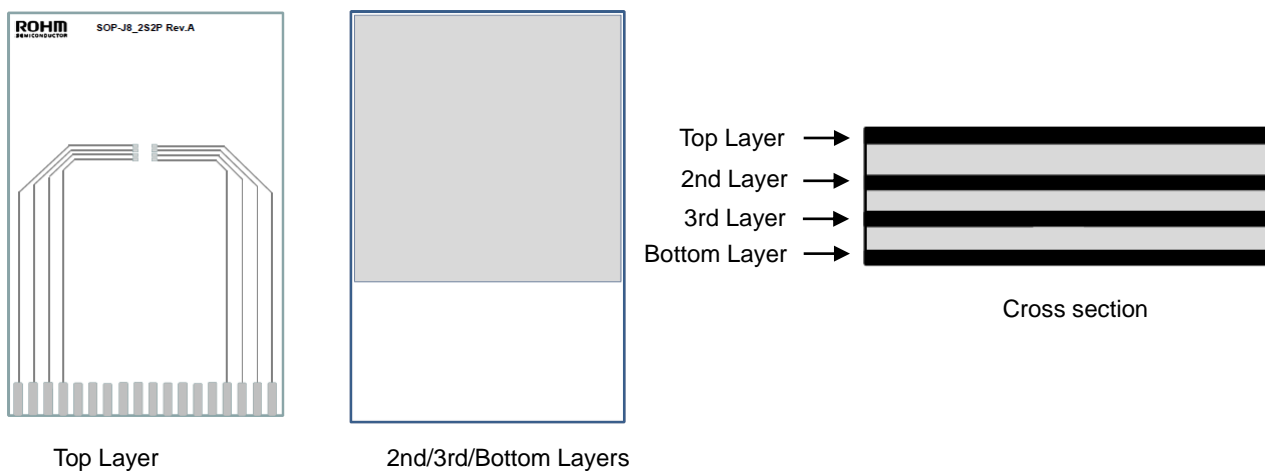 ROHM
SEMICONDUCTOR
SOP-J8_2S2P Rev.A
Top Layer
2nd Layer
3rd Layer
Bottom Layer
Cross section
Top Layer
2nd/3rd/Bottom Layers